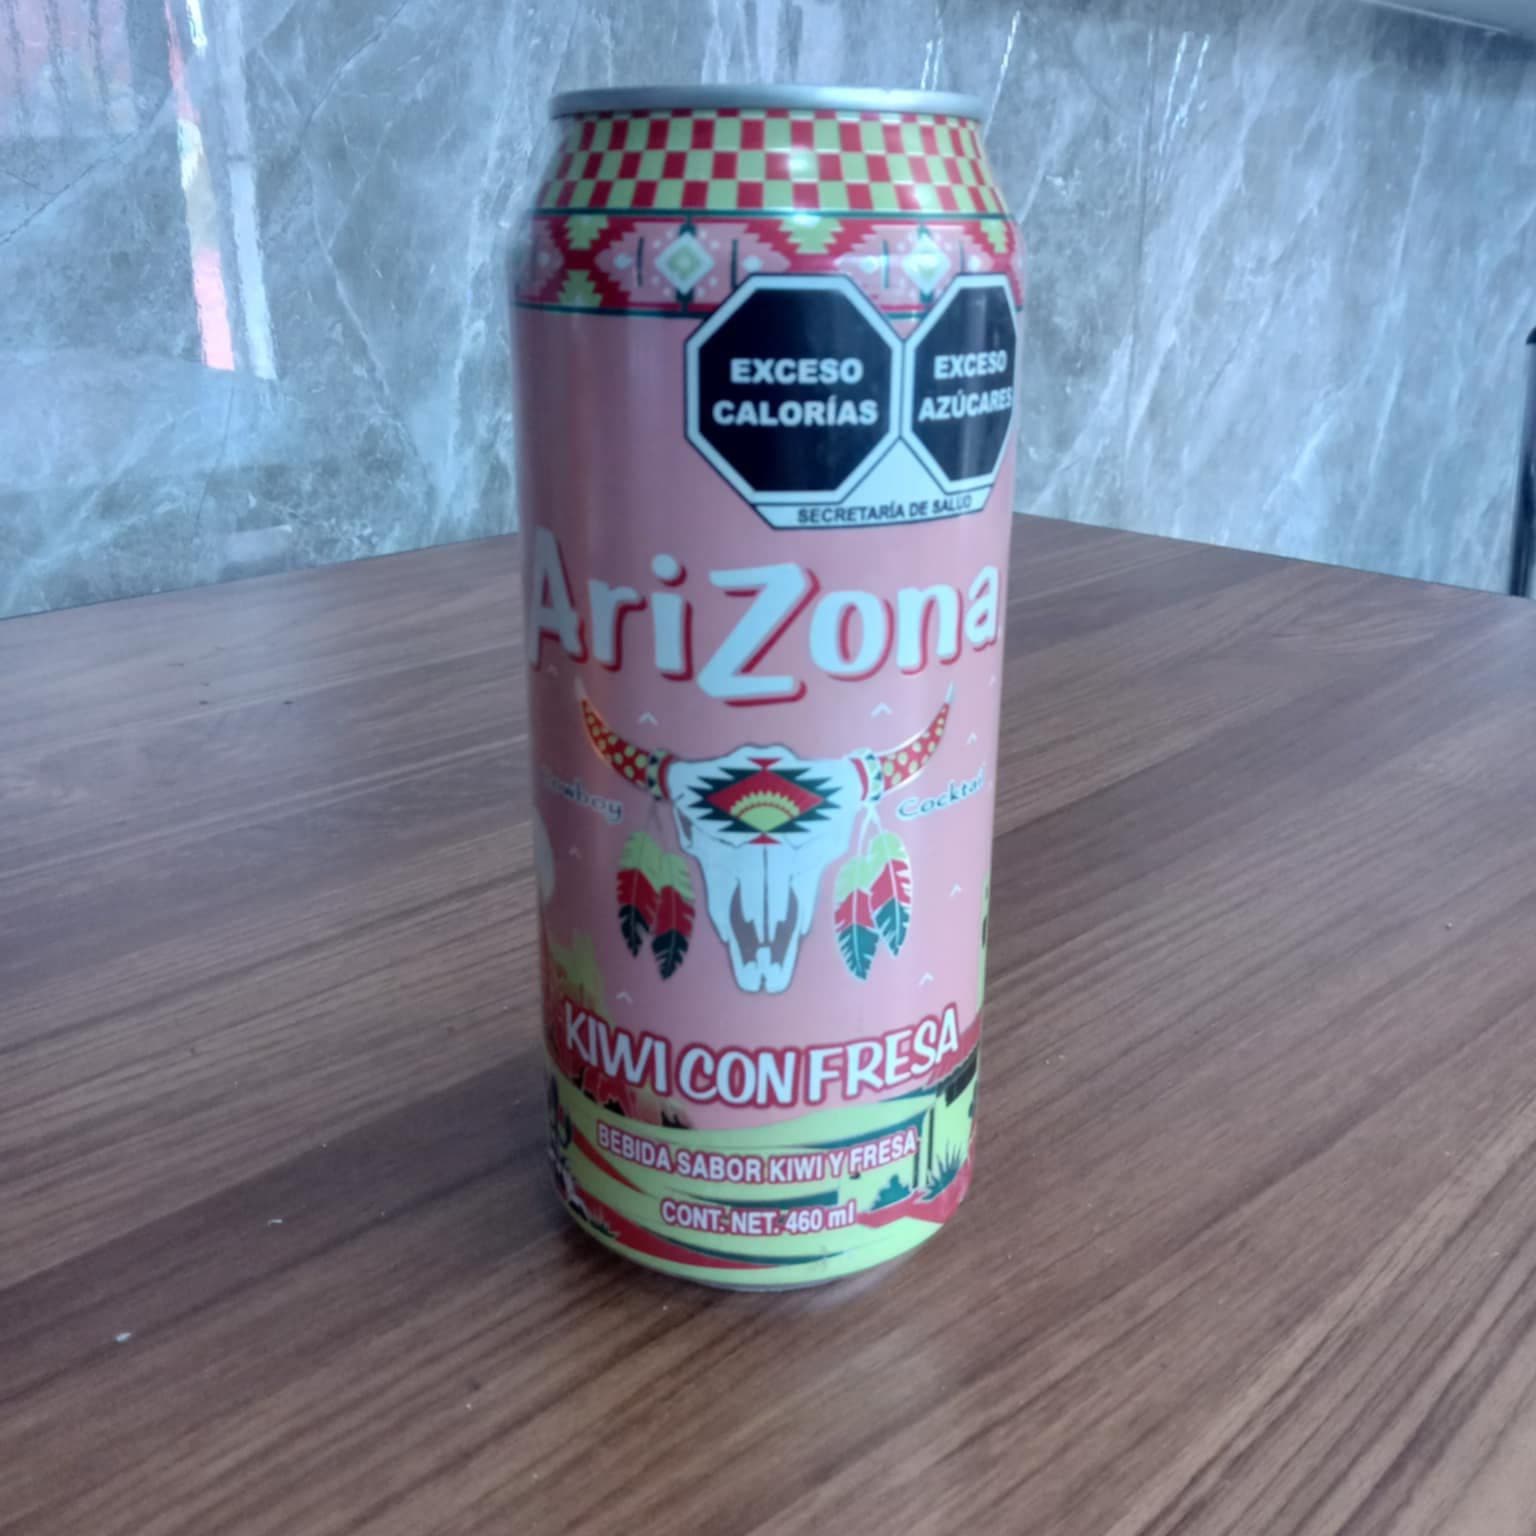 EXCESO
CALORÍAS
EXCESO
AZÚCARES
SECRETARÍA DE SALUD
AriZona
Cowboy
Cocktail
KIWI CON FRESA
BEBIDA SABOR KIWI Y FRESA
CONT. NET. 460 ml